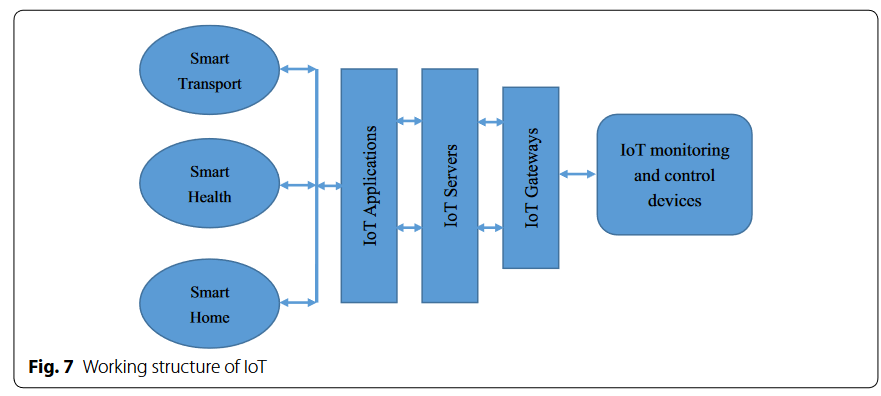 Smart
Transport
Smart
Health
Smart
Home
IoT Applications
IoT Servers
IoT Gateways
IoT monitoring
and control
devices
Fig. 7 Working structure of IoT